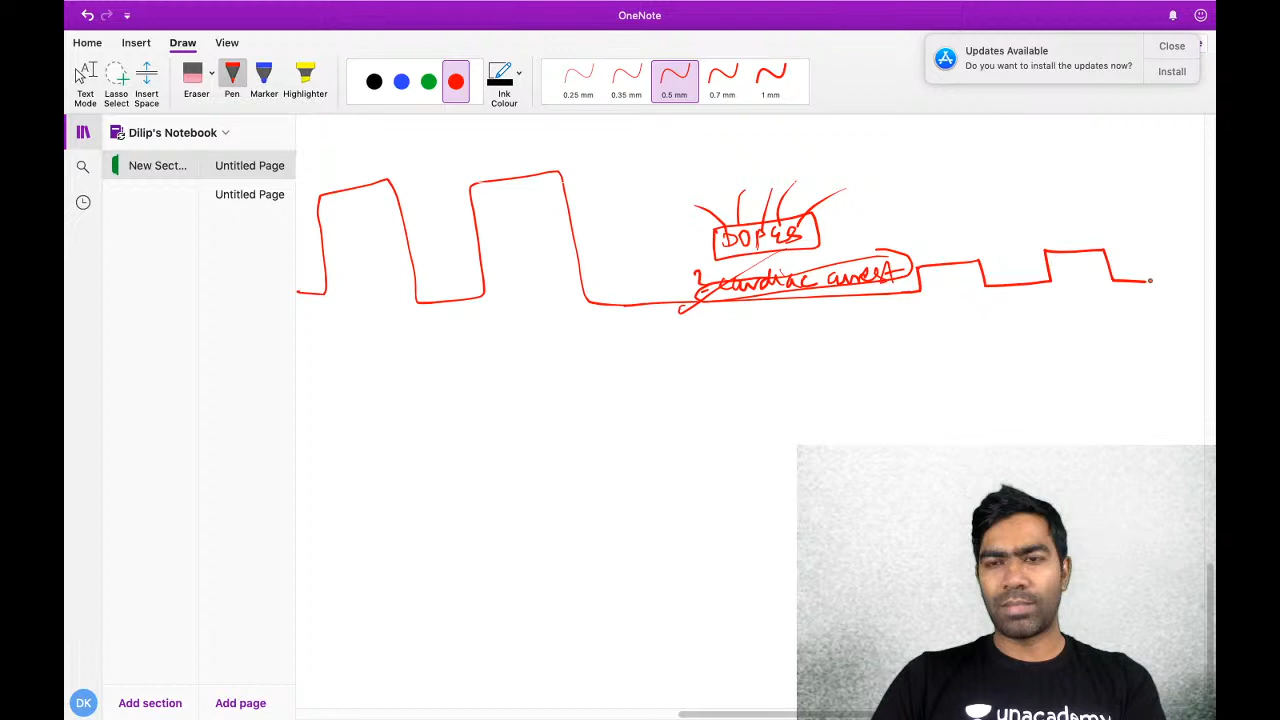 OneNote
Home Insert Draw View
Updates Available
Do you want to install the updates now?
Close
Install
Text Mode
Lasso Select
Insert Space
Eraser
Pen
Marker
Highlighter
Ink Colour
0.25 mm
0.35 mm
0.5 mm
0.7 mm
1 mm
Dilip's Notebook
New Sect...
Untitled Page
Untitled Page
DOPES
? cardiac arrest
unacademy
DK
Add section
Add page